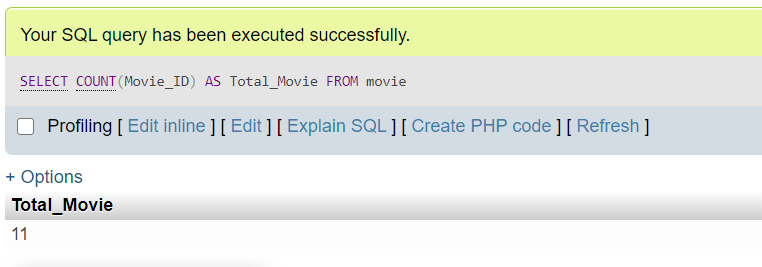 Your SQL query has been executed successfully.
SELECT COUNT(Movie_ID) AS Total_Movie FROM movie
Profiling [ Edit inline ] [ Edit ] [ Explain SQL ] [ Create PHP code ] [ Refresh ]
+ Options
Total_Movie
11